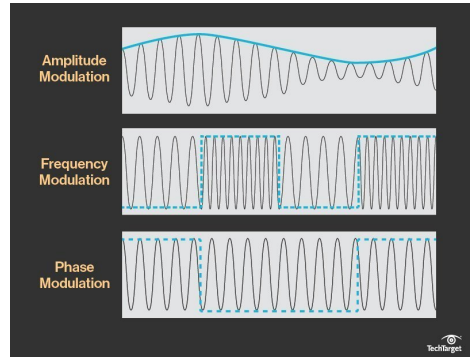 Amplitude
Modulation
Frequency
Modulation
Phase
Modulation
TechTarget